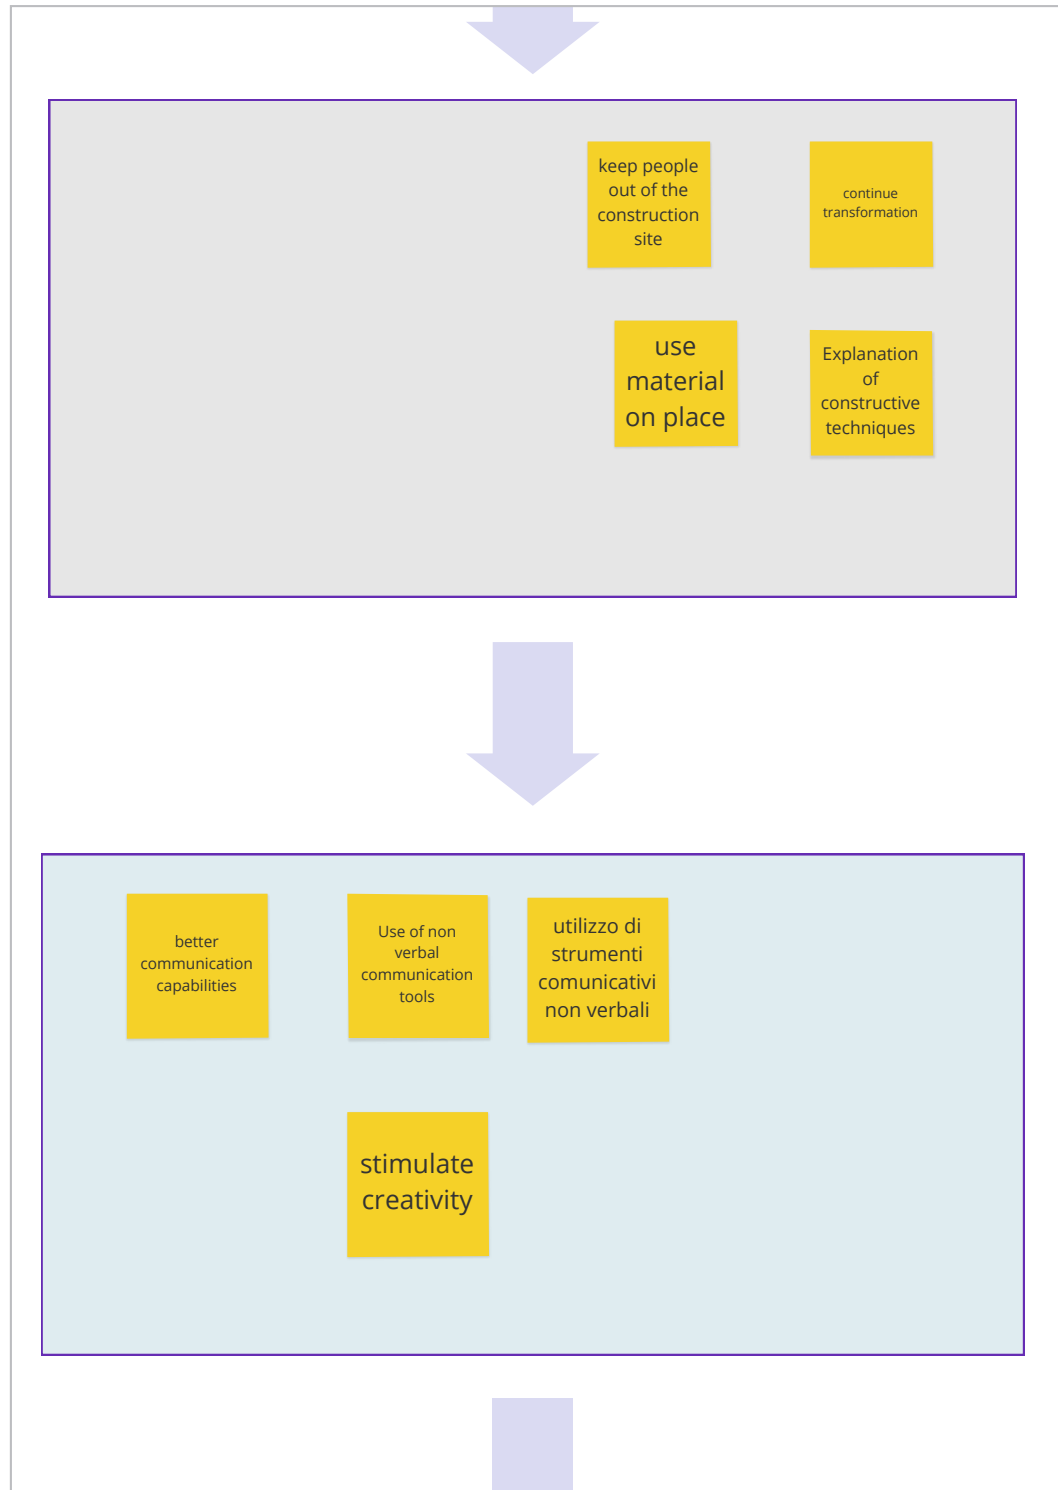 keep people
out of the
construction
site
continue
transformation
use
material
on place
Explanation
of
constructive
techniques
better
communication
capabilities
Use of non
verbal
communication
tools
utilizzo di
strumenti
comunicativi
non verbali
stimulate
creativity